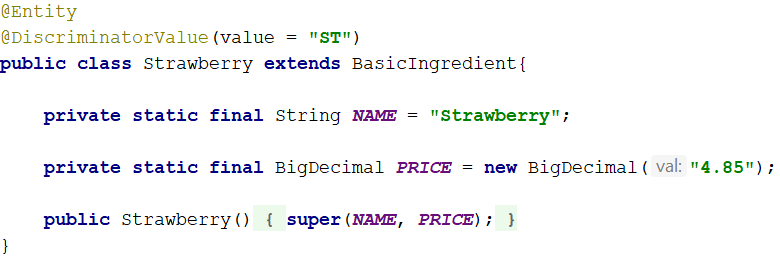 @Entity
@DiscriminatorValue(value = "ST")
public class Strawberry extends BasicIngredient{
private static final String NAME = "Strawberry";
private static final BigDecimal PRICE = new BigDecimal( val: "4.85");
public Strawberry() { super(NAME, PRICE); }
}